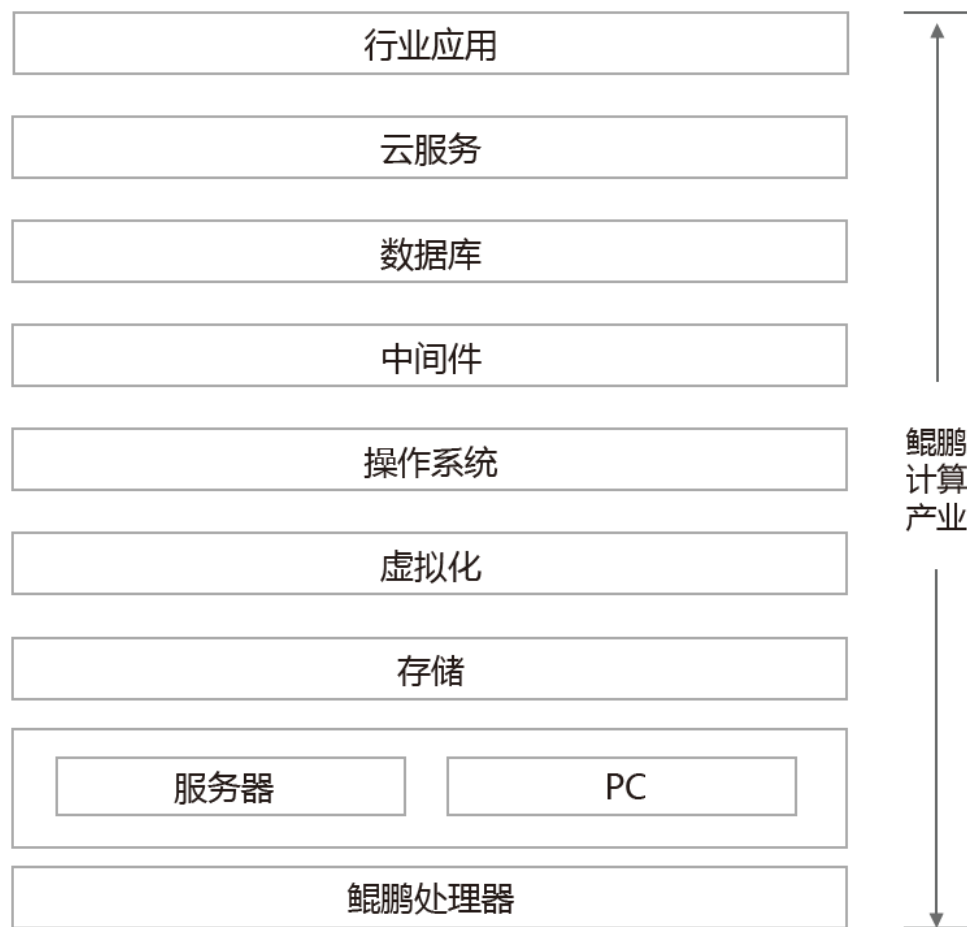 行业应用
云服务
数据库
中间件
操作系统
虚拟化
存储
服务器
PC
鲲鹏处理器
鲲鹏
计算
产业